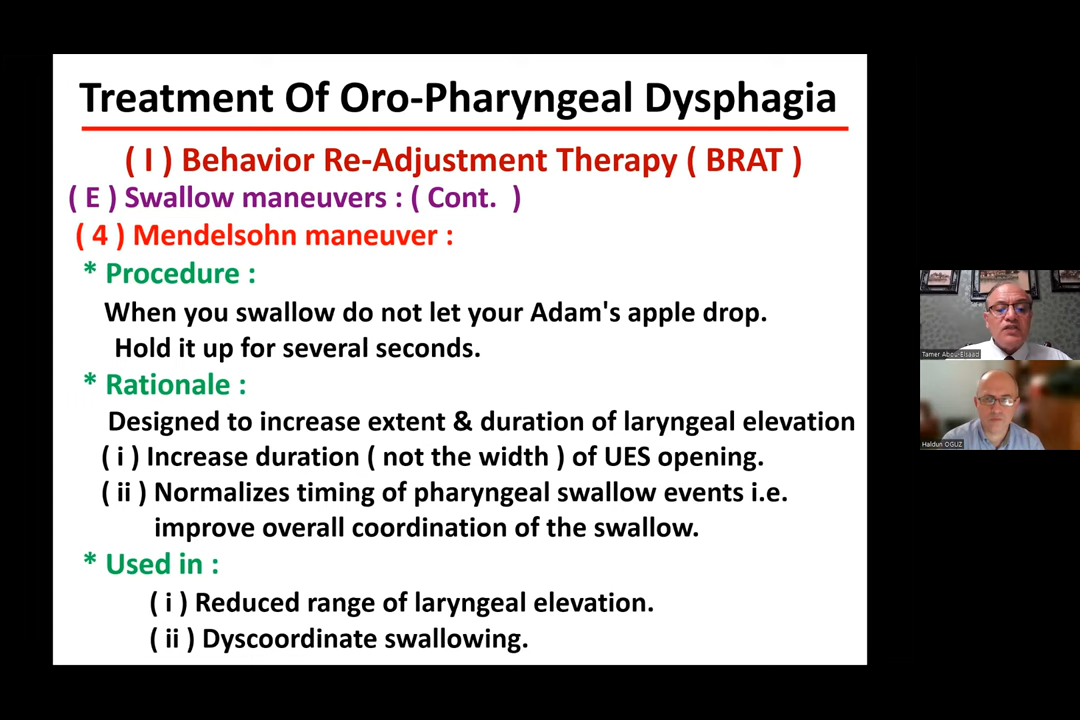 Treatment Of Oro-Pharyngeal Dysphagia
( I ) Behavior Re-Adjustment Therapy ( BRAT )
( E ) Swallow maneuvers : ( Cont. )
( 4 ) Mendelsohn maneuver :
* Procedure :
When you swallow do not let your Adam's apple drop.
Hold it up for several seconds.
* Rationale :
Designed to increase extent & duration of laryngeal elevation
( i ) Increase duration ( not the width ) of UES opening.
( ii ) Normalizes timing of pharyngeal swallow events i.e.
improve overall coordination of the swallow.
* Used in :
( i ) Reduced range of laryngeal elevation.
( ii ) Dyscoordinate swallowing.
Tamer Abou-Elsaad
Haldun OGUZ